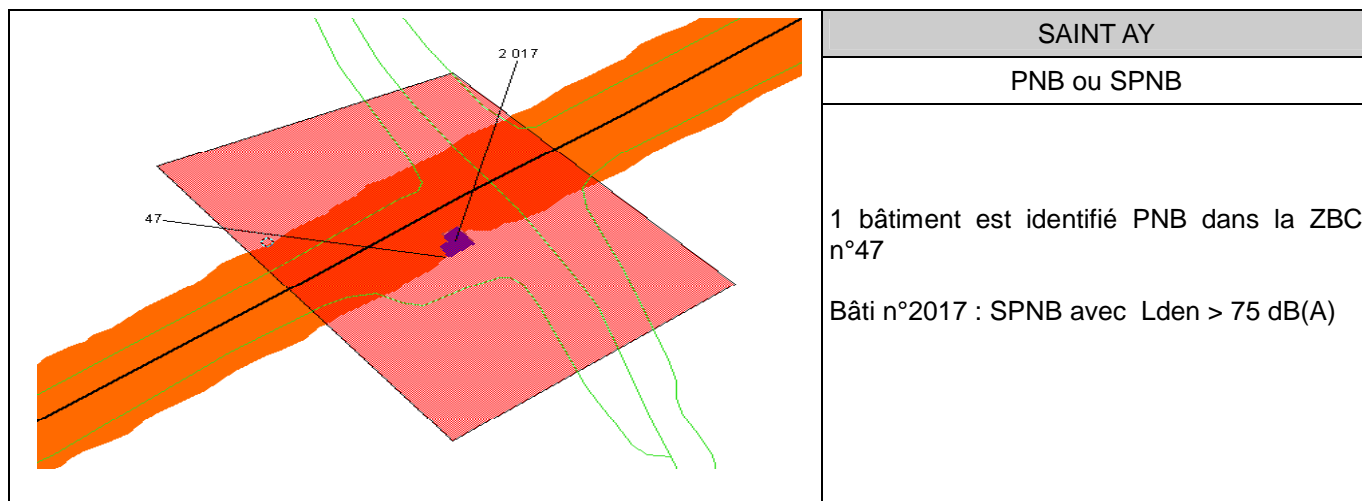 2 017
47
SAINT AY
PNB ou SPNB
1 bâtiment est identifié PNB dans la ZBC
n°47
Bâti n°2017 : SPNB avec Lden > 75 dB(A)